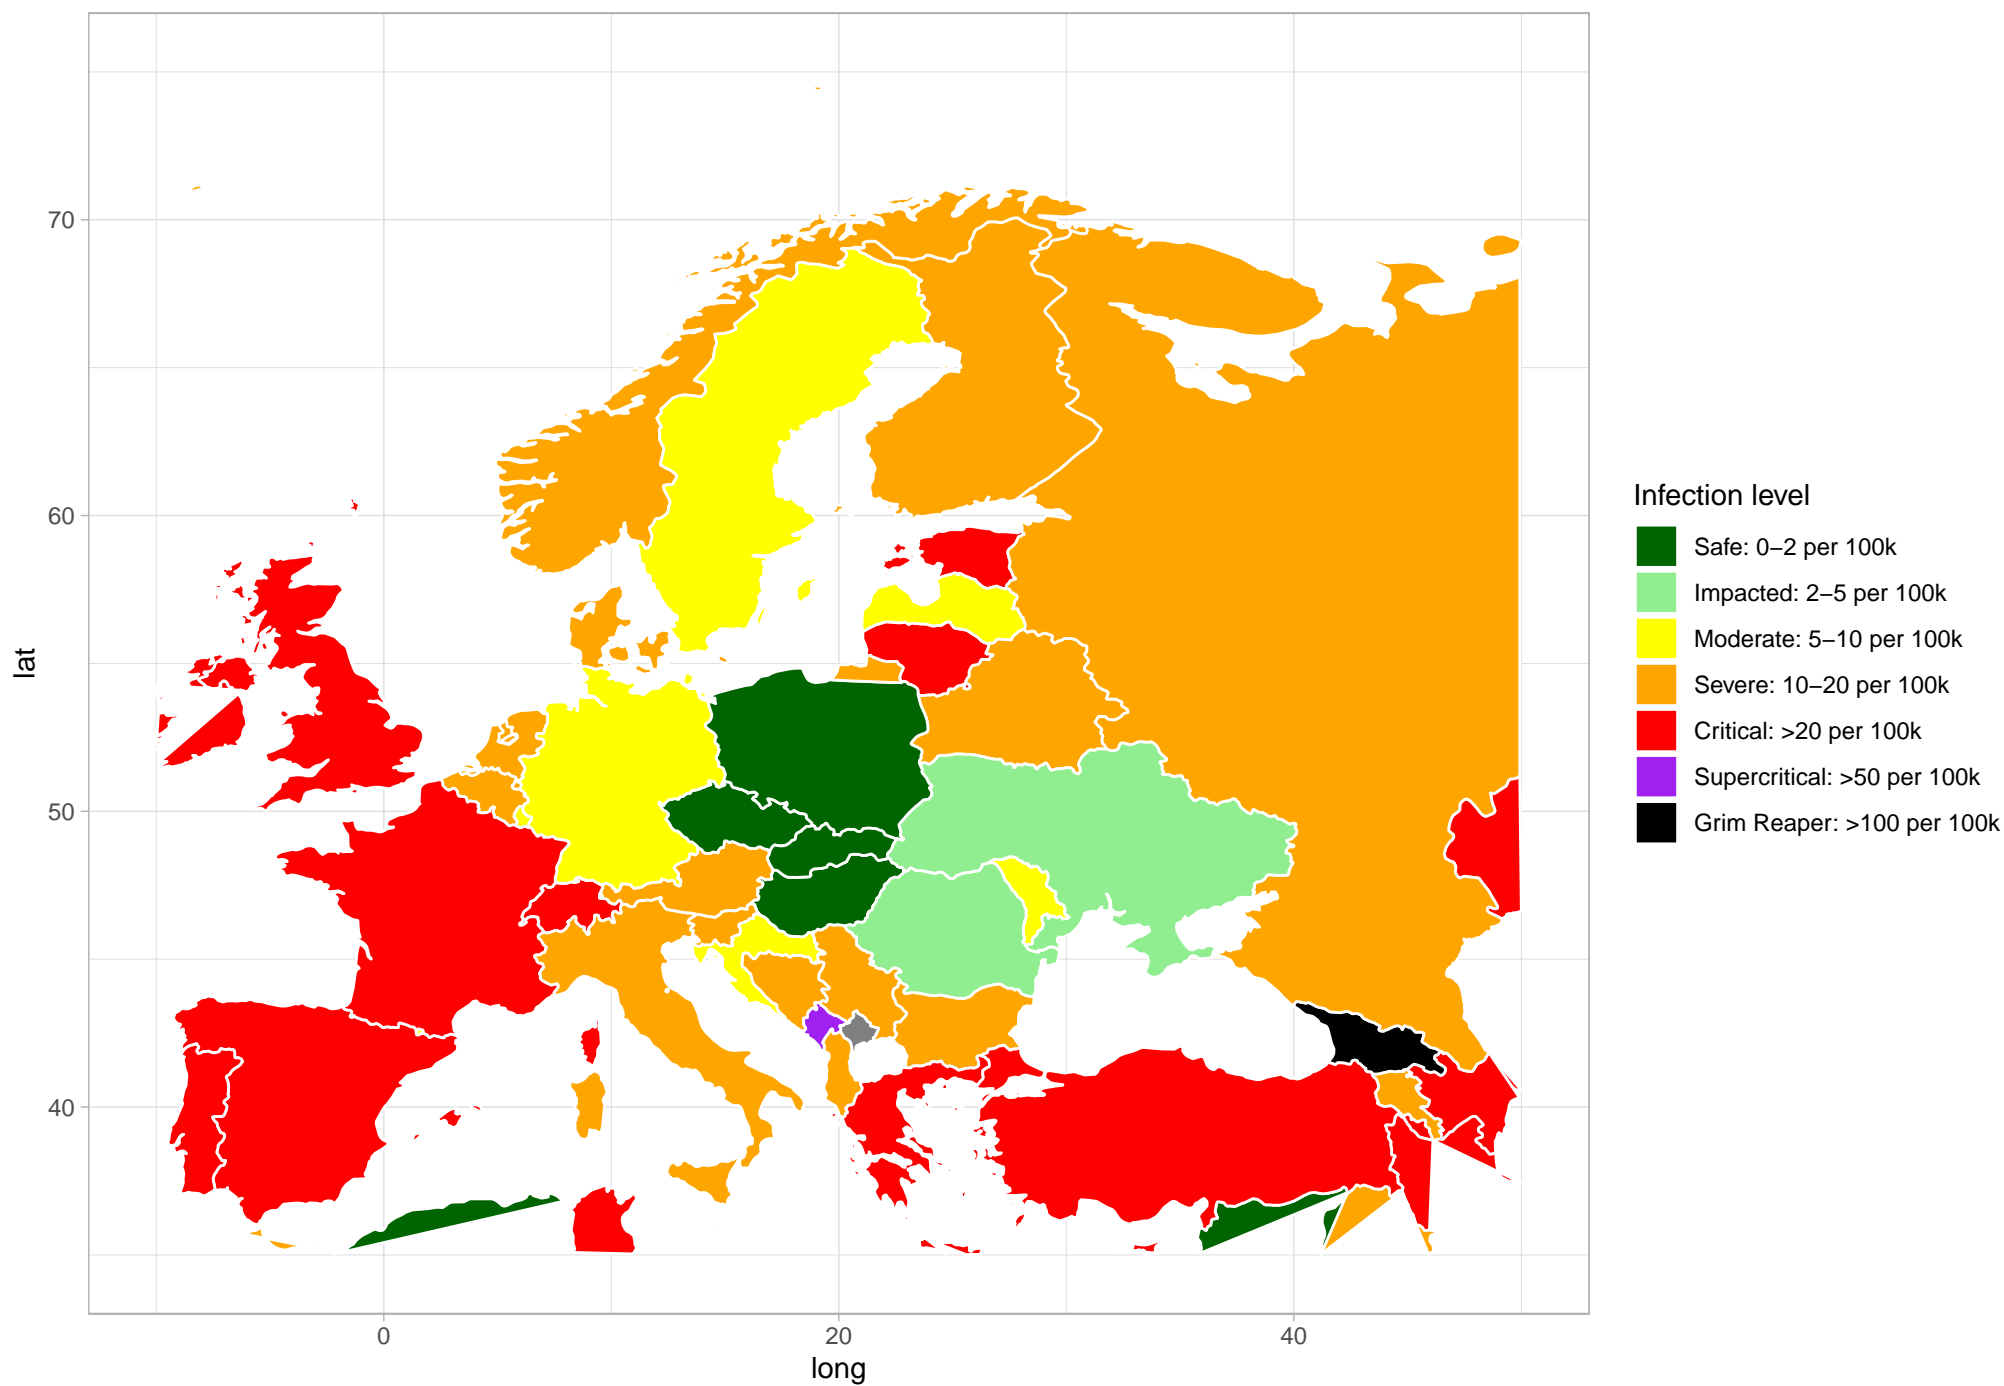 70
60
50
40
lat
0
20
40
long
Infection level
Safe: 0−2 per 100k
Impacted: 2−5 per 100k
Moderate: 5−10 per 100k
Severe: 10−20 per 100k
Critical: >20 per 100k
Supercritical: >50 per 100k
Grim Reaper: >100 per 100k